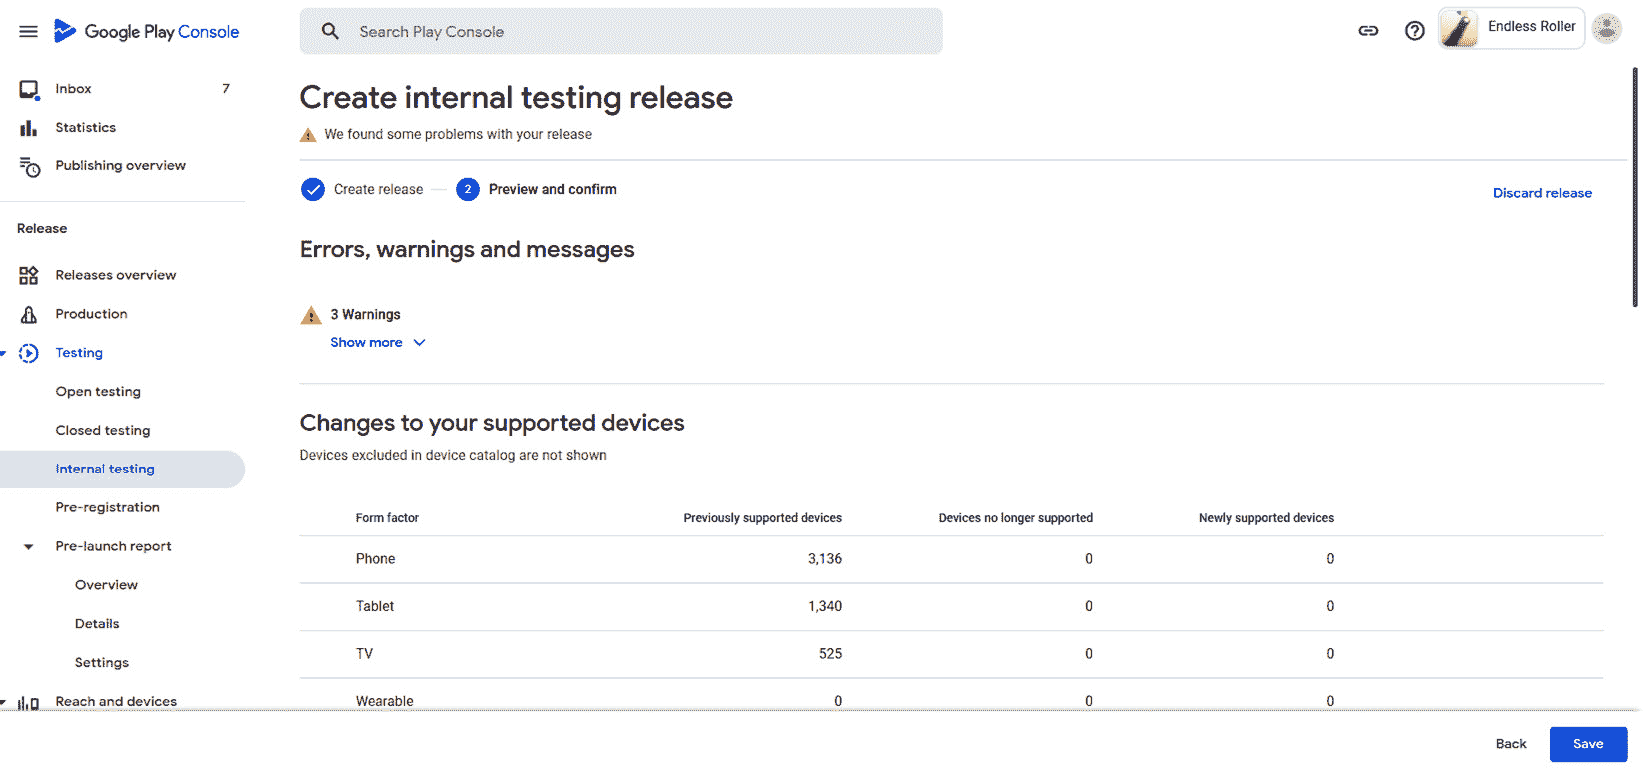 Google Play Console
Search Play Console
Endless Roller
Inbox 7
Statistics
Publishing overview
Release
Releases overview
Production
Testing
Open testing
Closed testing
Internal testing
Pre-registration
Pre-launch report
Overview
Details
Settings
Reach and devices
Create internal testing release
We found some problems with your release
Create release
2 Preview and confirm
Discard release
Errors, warnings and messages
3 Warnings
Show more
Changes to your supported devices
Devices excluded in device catalog are not shown
Form factor Previously supported devices Devices no longer supported Newly supported devices
Phone 3,136 0 0
Tablet 1,340 0 0
TV 525 0 0
Wearable 0 0 0
Back Save